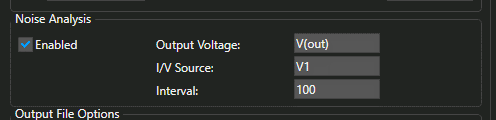 Noise Analysis
Enabled Output Voltage: V(out)
I/V Source: V1
Interval: 100
Output File Options